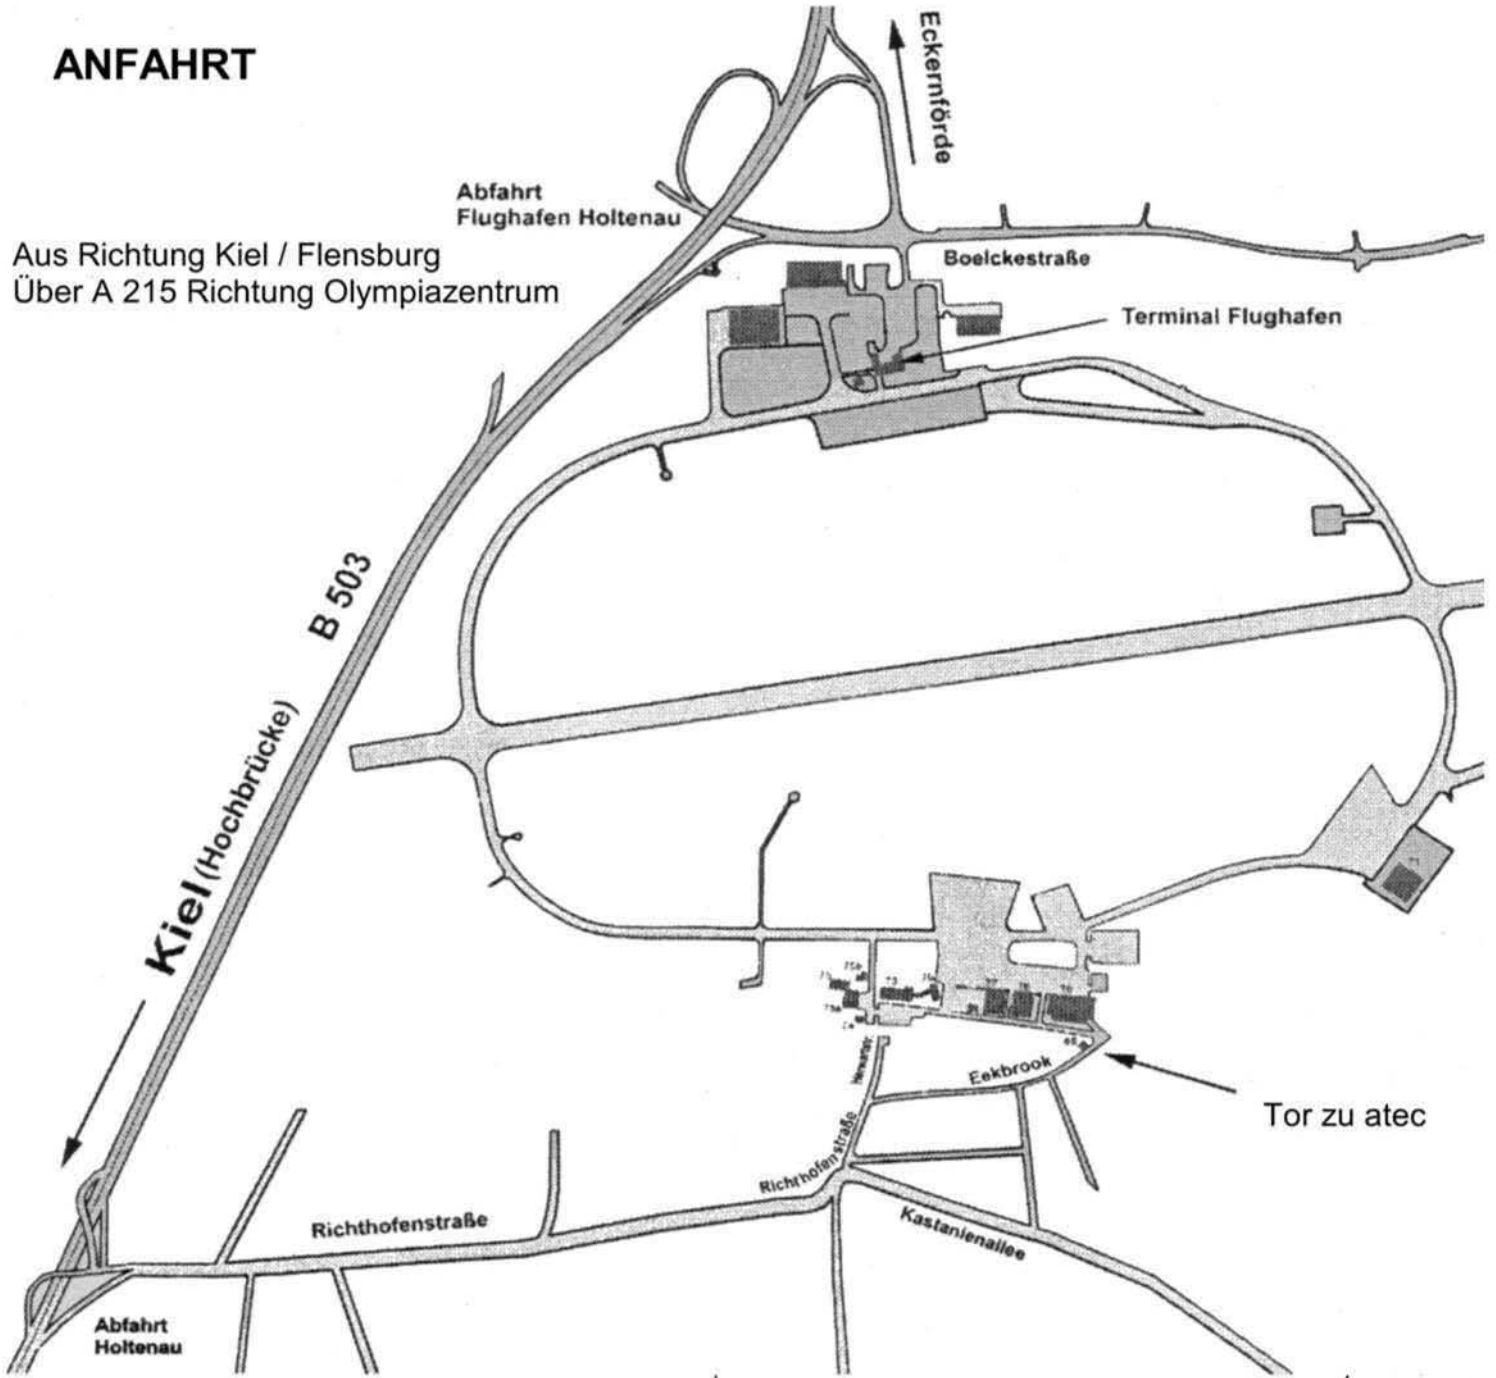 ANFAHRT
Eckernförde
Abfahrt
Flughafen Holtenau
Aus Richtung Kiel / Flensburg
Über A 215 Richtung Olympiazentrum
Boelckestraße
Terminal Flughafen
B 503
Kiel (Hochbrücke)
Eekbrook
Tor zu atec
Richthofenstraße
Richthofenstraße
Kastanienallee
Abfahrt
Holtenau